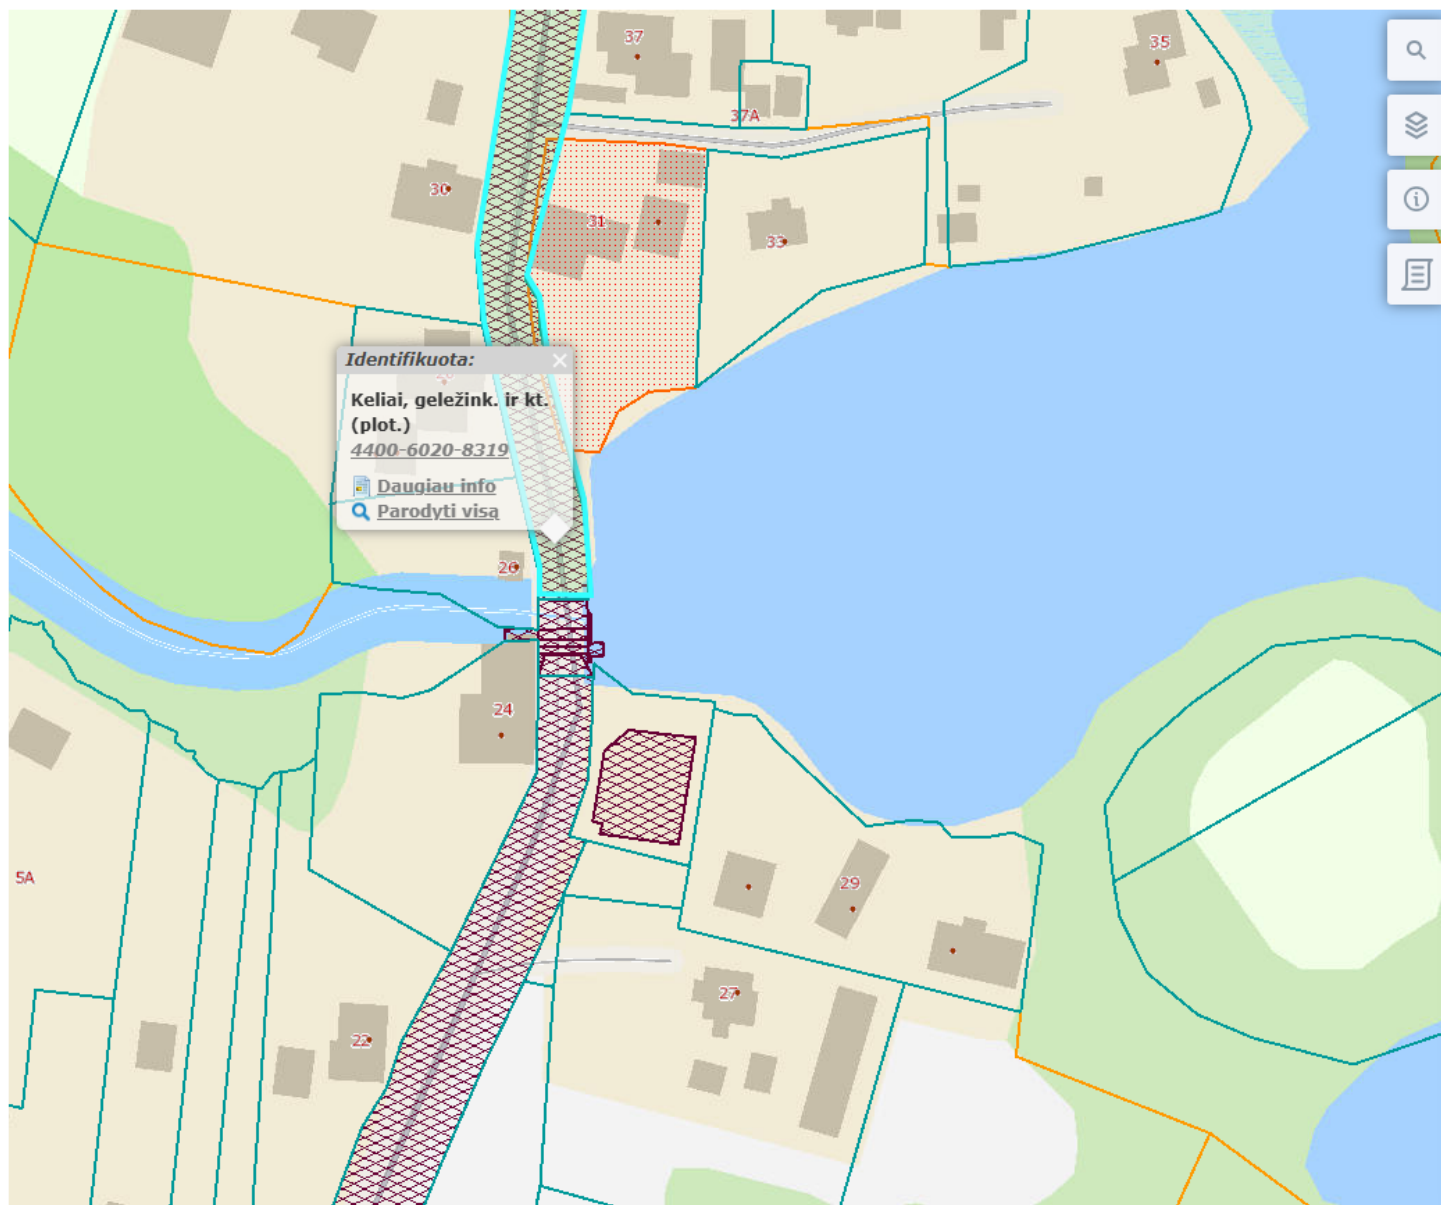 37
35
37A
30
31
33
Identifikuota:
Keliai, geležink. ir kt.
(plot.)
4400-6020-8319
Daugiau info
Parodyti visą
26
24
5A
29
27
22